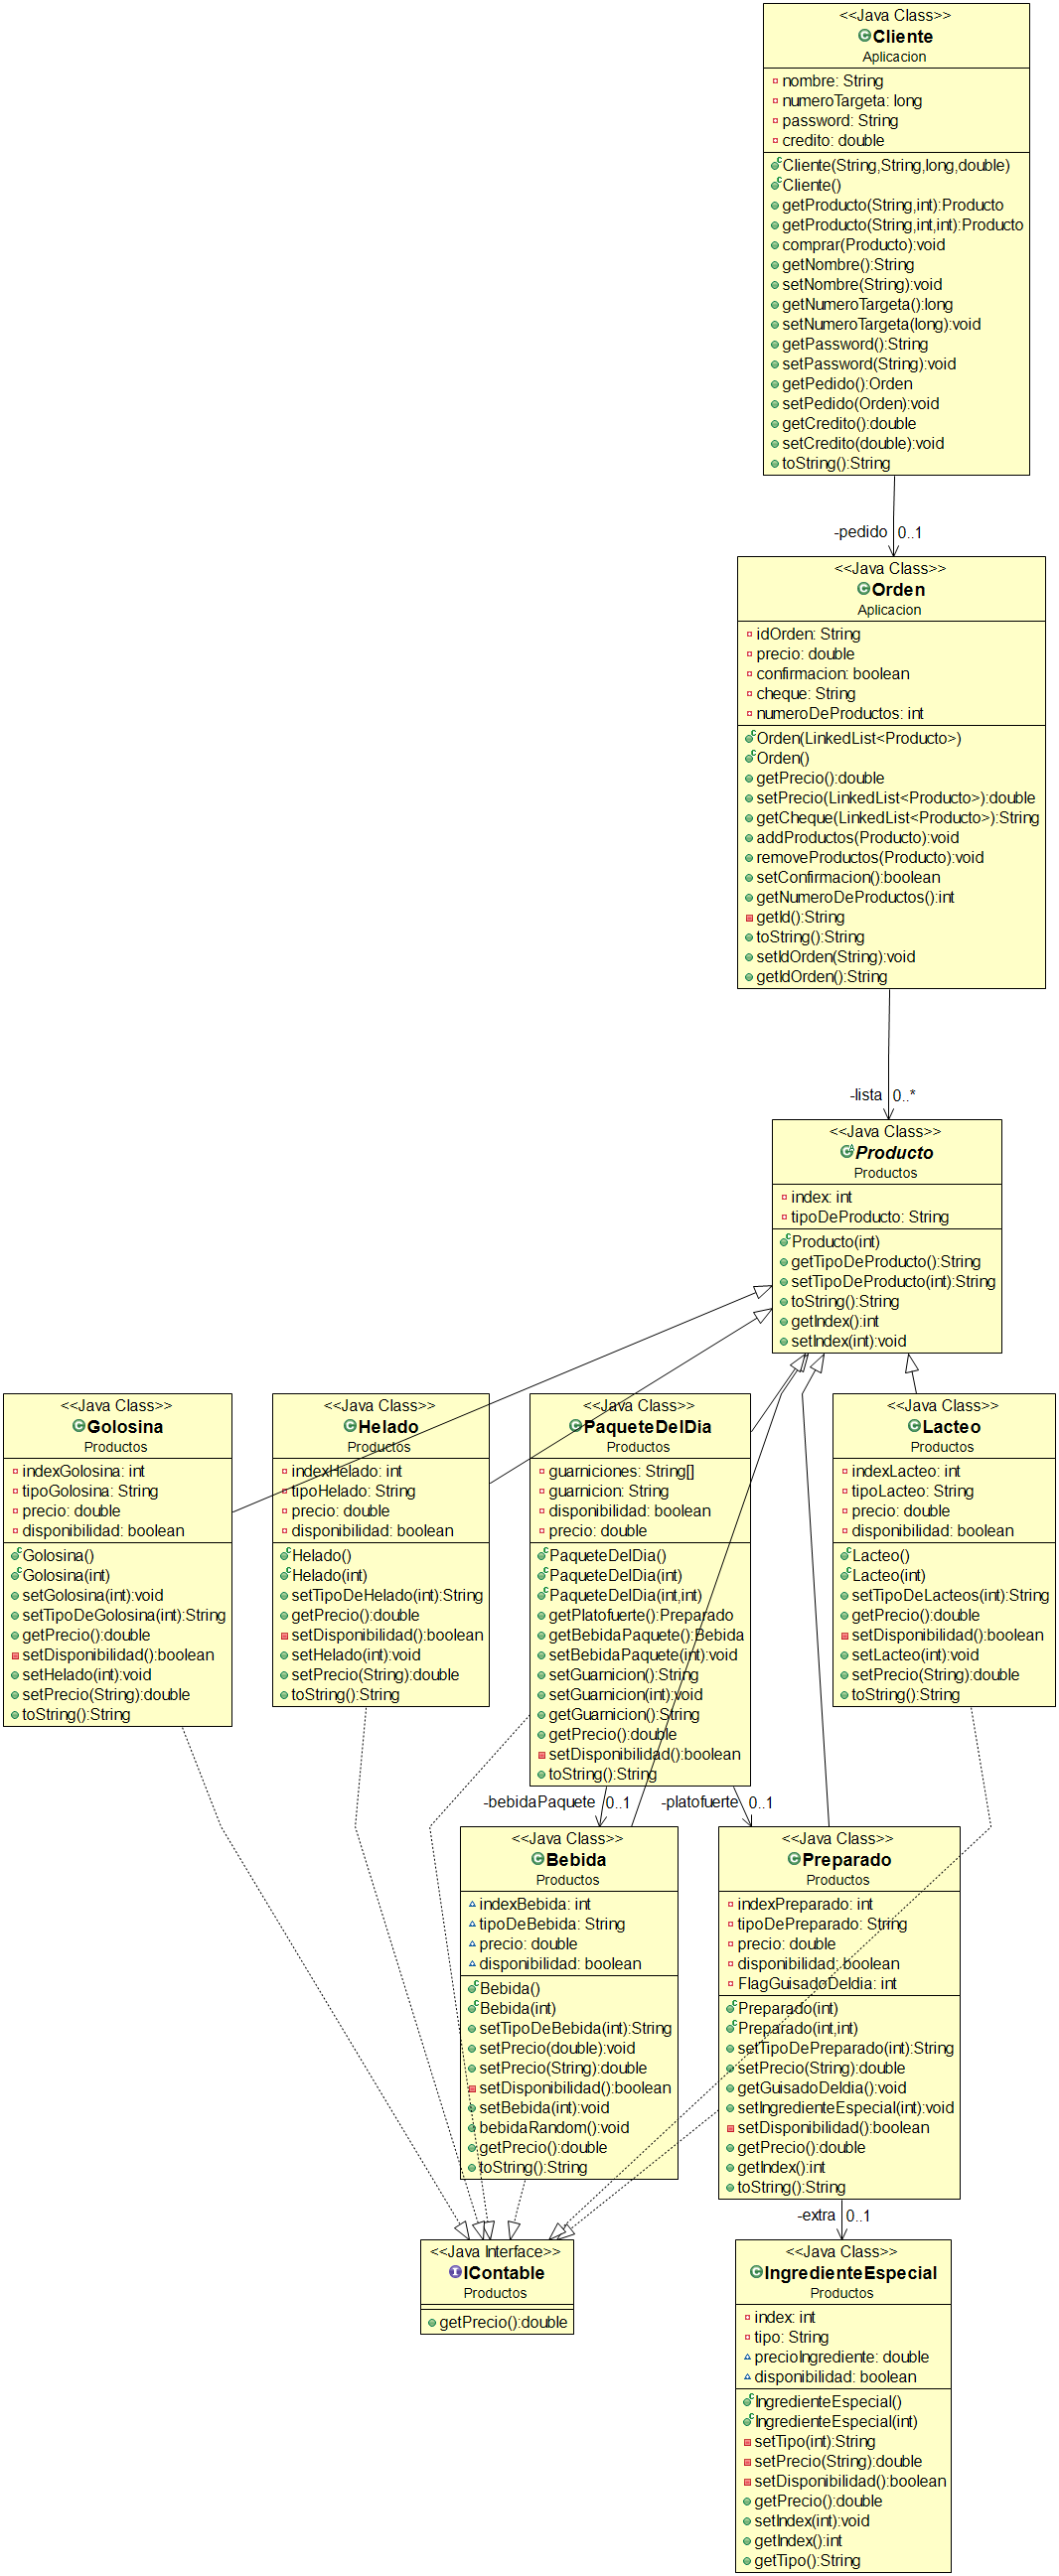 <<Java Class>>
Cliente
Aplicacion
nombre: String
numeroTargeta: long
password: String
credito: double
Cliente(String,String,long,double)
Cliente()
getProducto(String,int):Producto
getProducto(String,int,int):Producto
comprar(Producto):void
getNombre():String
setNombre(String):void
getNumeroTargeta():long
setNumeroTargeta(long):void
getPassword():String
setPassword(String):void
getPedido():Orden
setPedido(Orden):void
getCredito():double
setCredito(double):void
toString():String
-pedido 0..1
<<Java Class>>
Orden
Aplicacion
idOrden: String
precio: double
confirmacion: boolean
cheque: String
numeroDeProductos: int
Orden(LinkedList<Producto>)
Orden()
getPrecio():double
setPrecio(LinkedList<Producto>):double
getCheque(LinkedList<Producto>):String
addProductos(Producto):void
removeProductos(Producto):void
setConfirmacion():boolean
getNumeroDeProductos():int
getId():String
toString():String
setIdOrden(String):void
getIdOrden():String
-lista 0..*
<<Java Class>>
Producto
Productos
index: int
tipoDeProducto: String
Producto(int)
getTipoDeProducto():String
setTipoDeProducto(int):String
toString():String
getIndex():int
setIndex(int):void
<<Java Class>>
Golosina
Productos
indexGolosina: int
tipoGolosina: String
precio: double
disponibilidad: boolean
Golosina()
Golosina(int)
setGolosina(int):void
setTipoDeGolosina(int):String
getPrecio():double
setDisponibilidad():boolean
setHelado(int):void
setPrecio(String):double
toString():String
<<Java Class>>
Helado
Productos
indexHelado: int
tipoHelado: String
precio: double
disponibilidad: boolean
Helado()
Helado(int)
setTipoDeHelado(int):String
getPrecio():double
setDisponibilidad():boolean
setHelado(int):void
setPrecio(String):double
toString():String
<<Java Class>>
PaqueteDelDia
Productos
guarniciones: String[]
guarnicion: String
disponibilidad: boolean
precio: double
PaqueteDelDia()
PaqueteDelDia(int)
PaqueteDelDia(int,int)
getPlatofuerte():Preparado
getBebidaPaquete():Bebida
setBebidaPaquete(int):void
setGuarnicion():String
setGuarnicion(int):void
getGuarnicion():String
getPrecio():double
setDisponibilidad():boolean
toString():String
<<Java Class>>
Lacteo
Productos
indexLacteo: int
tipoLacteo: String
precio: double
disponibilidad: boolean
Lacteo()
Lacteo(int)
setTipoDeLacteos(int):String
getPrecio():double
setDisponibilidad():boolean
setLacteo(int):void
setPrecio(String):double
toString():String
-bebidaPaquete 0..1
-platofuerte 0..1
<<Java Class>>
Bebida
Productos
indexBebida: int
tipoDeBebida: String
precio: double
disponibilidad: boolean
Bebida()
Bebida(int)
setTipoDeBebida(int):String
setPrecio(double):void
setPrecio(String):double
setDisponibilidad():boolean
setBebida(int):void
bebidaRandom():void
getPrecio():double
toString():String
<<Java Class>>
Preparado
Productos
indexPreparado: int
tipoDePreparado: String
precio: double
disponibilidad: boolean
FlagGuisadoDeldia: int
Preparado(int)
Preparado(int,int)
setTipoDePreparado(int):String
setPrecio(String):double
getGuisadoDeldia():void
setIngredienteEspecial(int):void
setDisponibilidad():boolean
getPrecio():double
getIndex():int
toString():String
-extra 0..1
<<Java Interface>>
IContable
Productos
getPrecio():double
<<Java Class>>
IngredienteEspecial
Productos
index: int
tipo: String
precioIngrediente: double
disponibilidad: boolean
IngredienteEspecial()
IngredienteEspecial(int)
setTipo(int):String
setPrecio(String):double
setDisponibilidad():boolean
getPrecio():double
setIndex(int):void
getIndex():int
getTipo():String